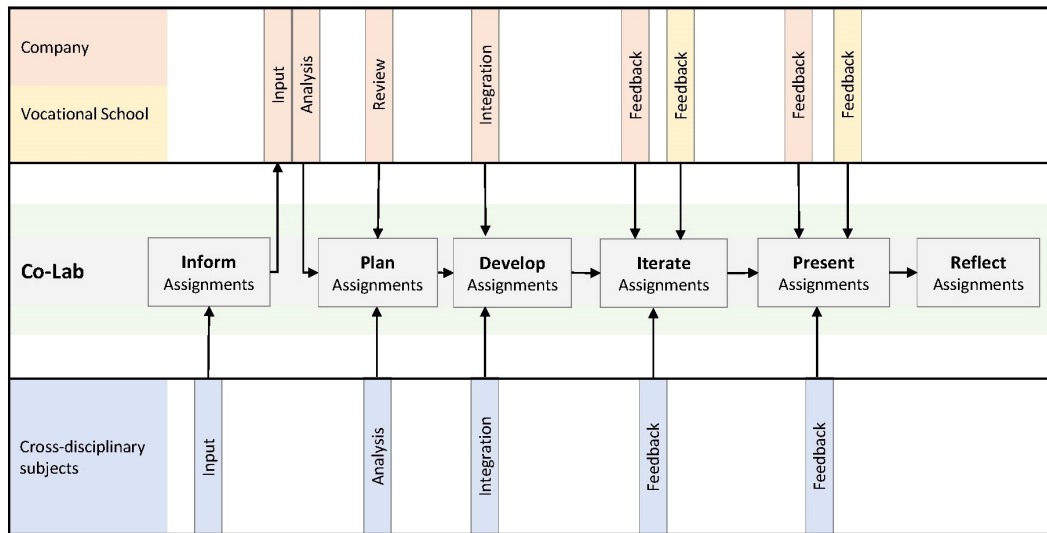 Company
Vocational School
Input
Analysis
Review
Integration
Feedback
Feedback
Feedback
Feedback
Co-Lab
Inform
Assignments
Plan
Assignments
Develop
Assignments
Iterate
Assignments
Present
Assignments
Reflect
Assignments
Cross-disciplinary
subjects
Input
Analysis
Integration
Feedback
Feedback